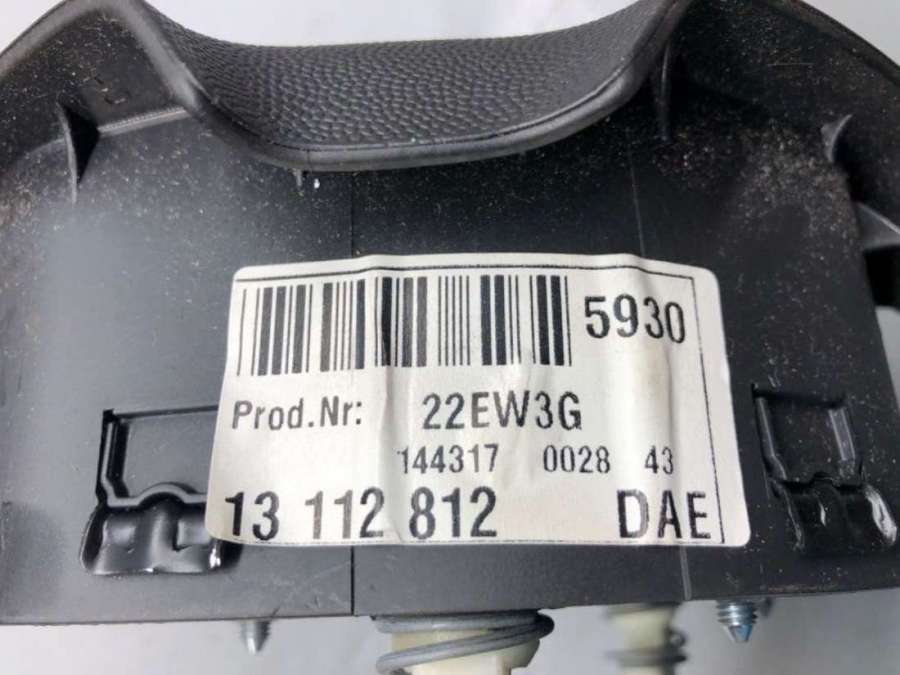 5930
Prod.Nr: 22EW3G
144317 0028 43
13 112 812 DAE